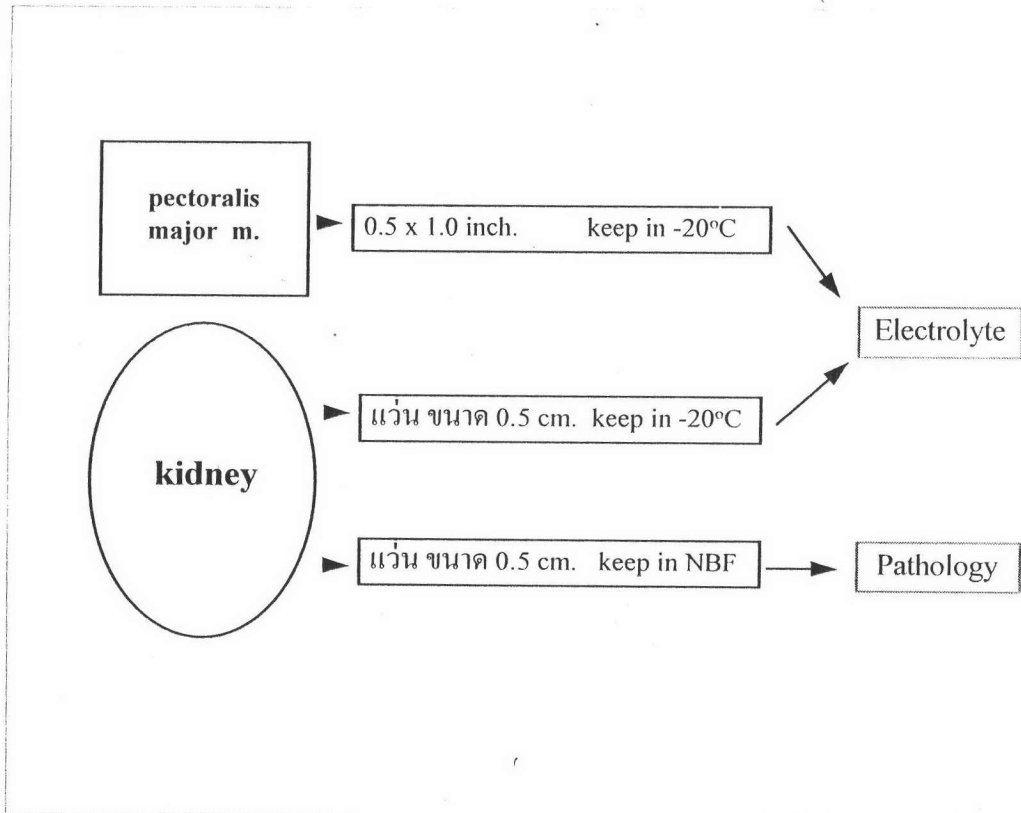 pectoralis
major m.
0.5 x 1.0 inch. keep in -20°C
Electrolyte
แว่น ขนาด 0.5 cm. keep in -20°C
kidney
แว่น ขนาด 0.5 cm. keep in NBF
Pathology